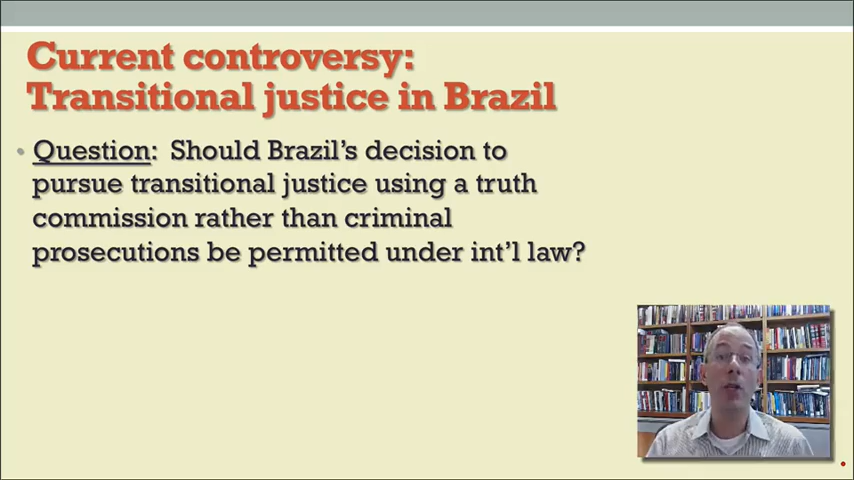 Current controversy:
Transitional justice in Brazil
• Question: Should Brazil's decision to
pursue transitional justice using a truth
commission rather than criminal
prosecutions be permitted under int'l law?